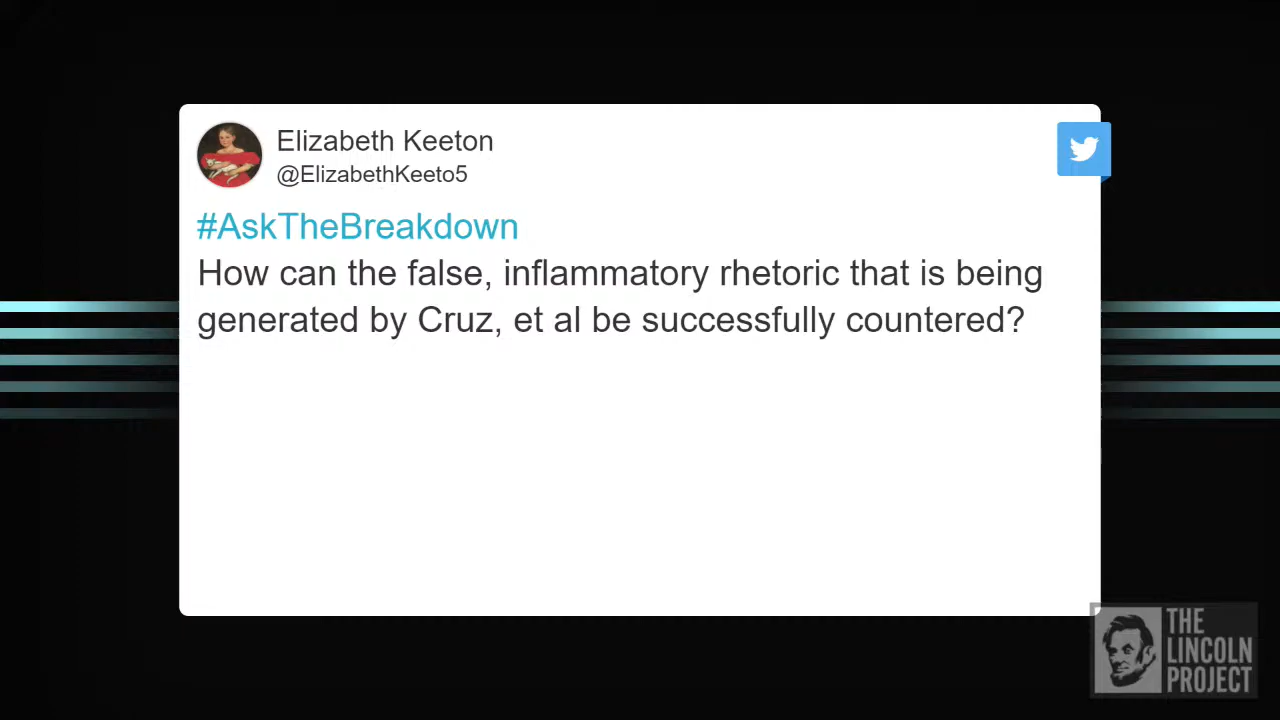 Elizabeth Keeton
@ElizabethKeeto5
#AskTheBreakdown
How can the false, inflammatory rhetoric that is being
generated by Cruz, et al be successfully countered?
THE
LINCOLN
PROJECT